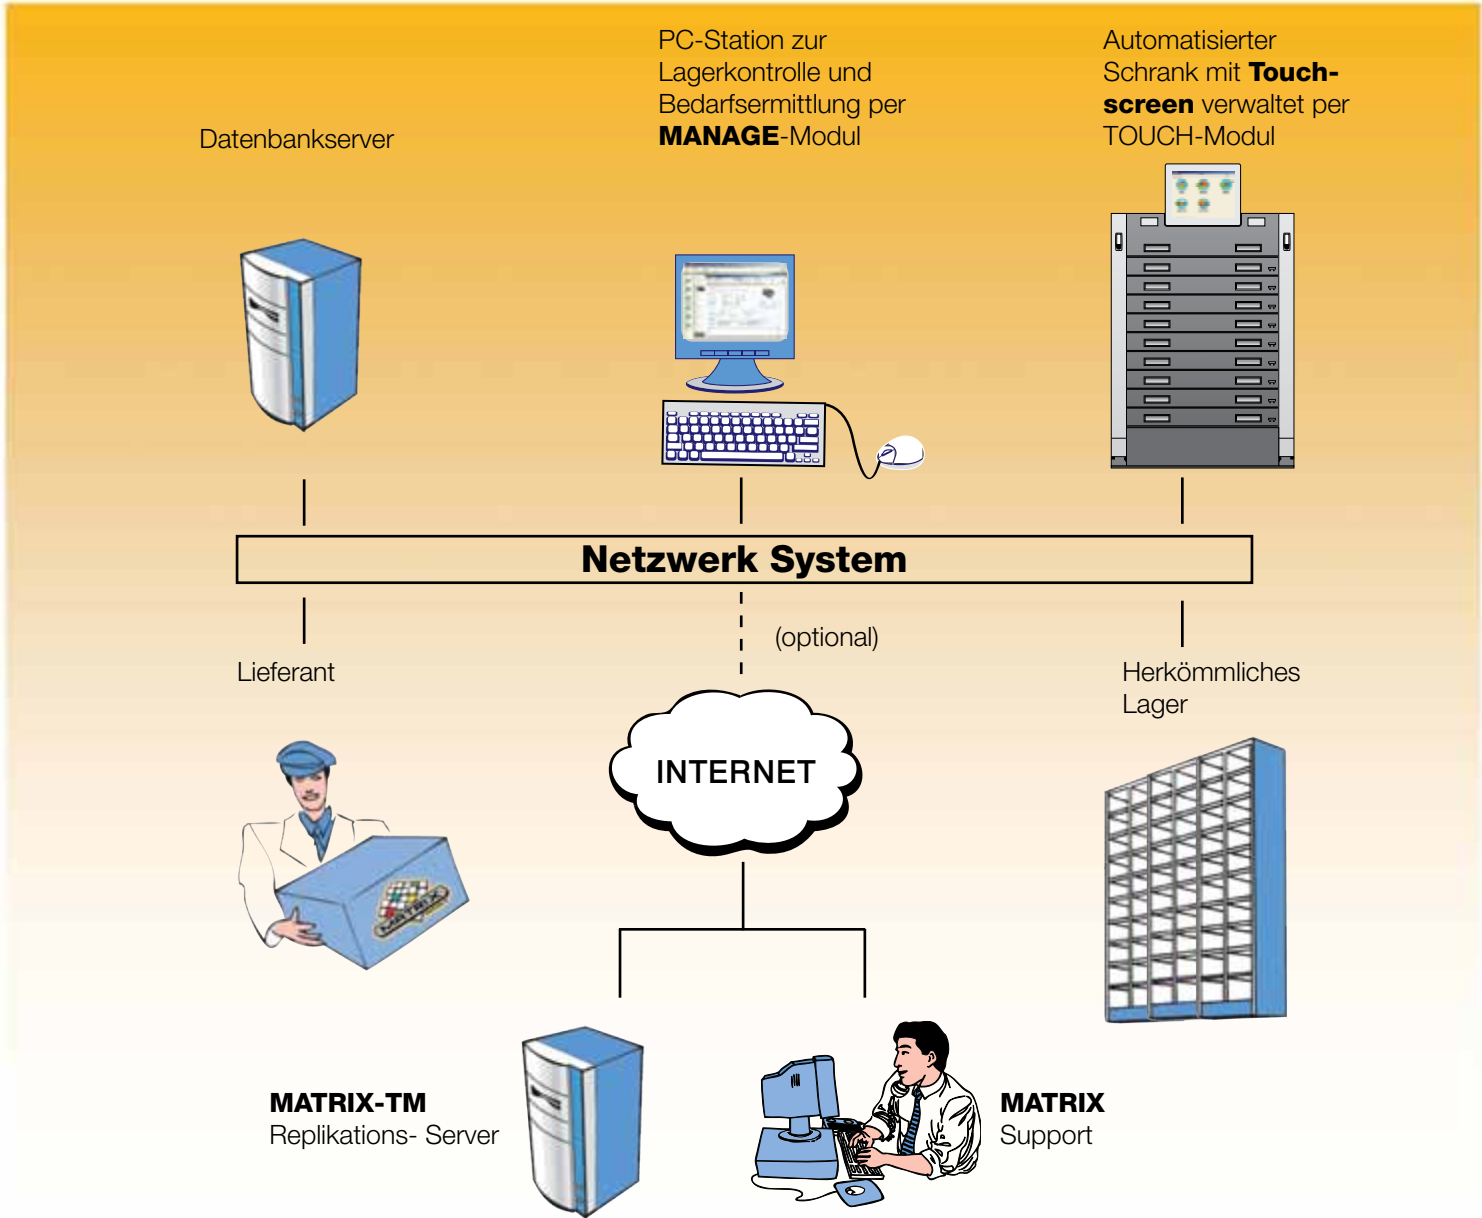 PC-Station zur
Lagerkontrolle und
Bedarfsermittlung per
MANAGE-Modul
Automatisierter
Schrank mit Touch-
screen verwaltet per
TOUCH-Modul
Datenbankserver
Netzwerk System
(optional)
Lieferant
Herkömmliches
Lager
INTERNET
MATRIX
MATRIX-TM
Replikations- Server
MATRIX
Support